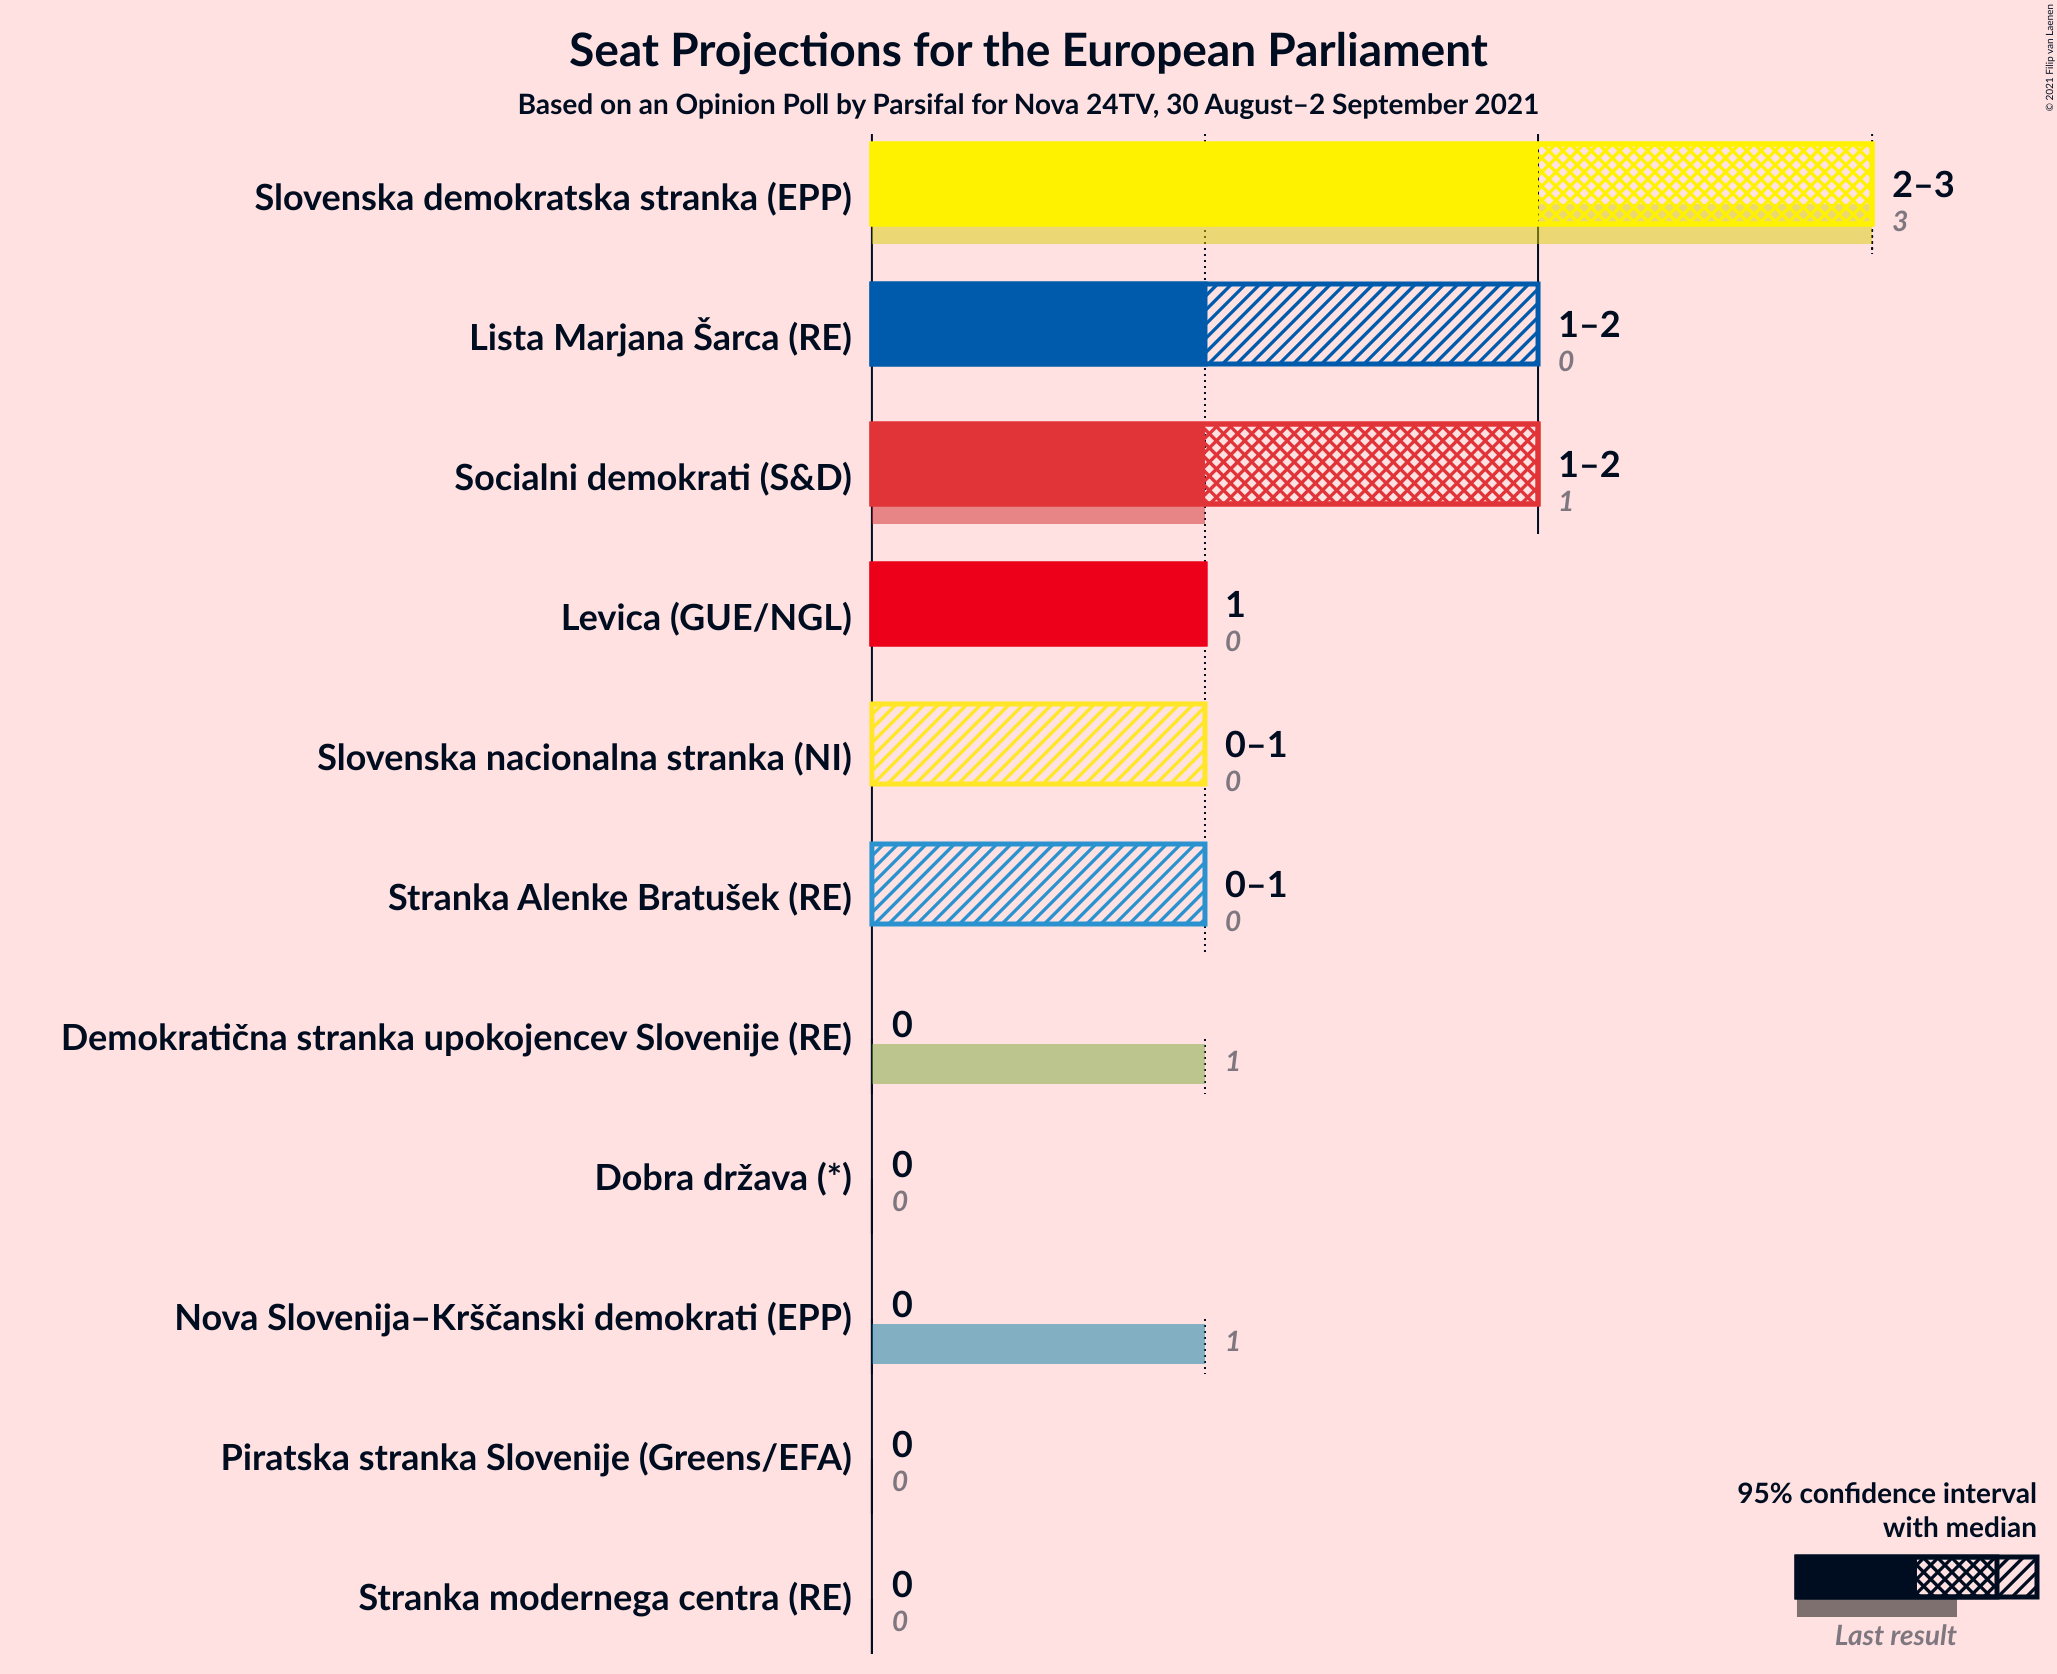 Seat Projections for the European Parliament
Based on an Opinion Poll by Parsifal for Nova 24TV, 30 August–2 September 2021
© 2021 Filip van Laenen
Slovenska demokratska stranka (EPP)
2–3
3
Lista Marjana Šarca (RE)
1–2
0
Socialni demokrati (S&D)
1–2
1
Levica (GUE/NGL)
1
0
Slovenska nacionalna stranka (NI)
0–1
0
Stranka Alenke Bratušek (RE)
0–1
0
Demokratična stranka upokojencev Slovenije (RE)
0
1
Dobra država (*)
0
0
Nova Slovenija–Krščanski demokrati (EPP)
0
1
Piratska stranka Slovenije (Greens/EFA)
0
0
Stranka modernega centra (RE)
0
0
95% confidence interval
with median
Last result